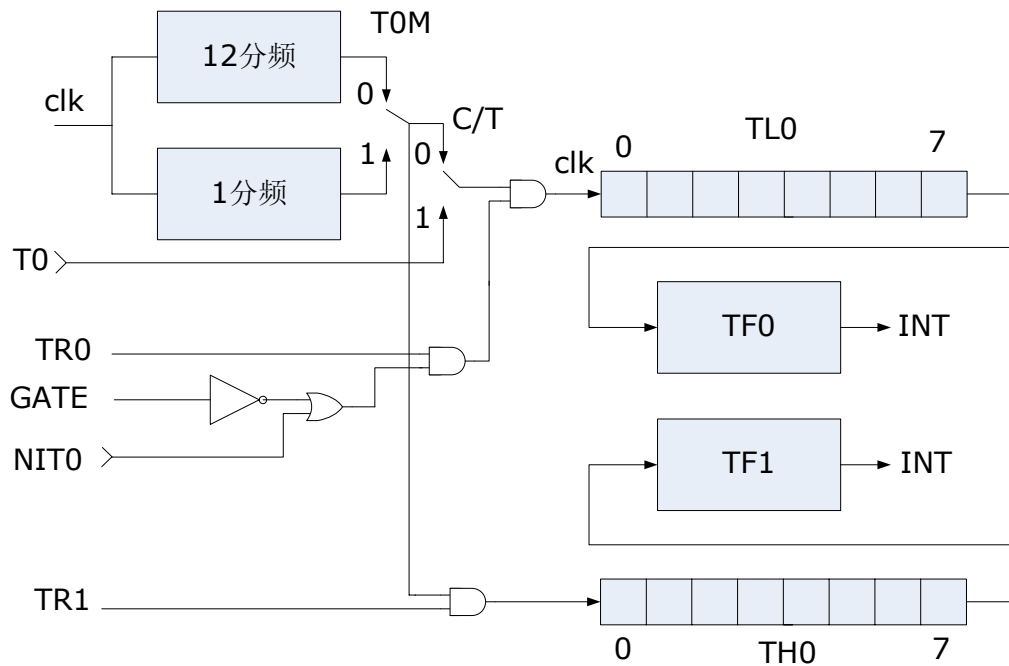 T0M
12分频
0
clk
C/T
TL0
0
7
1
0
clk
1分频
1
T0
TF0
INT
TR0
GATE
NIT0
TF1
INT
TR1
0
TH0
7